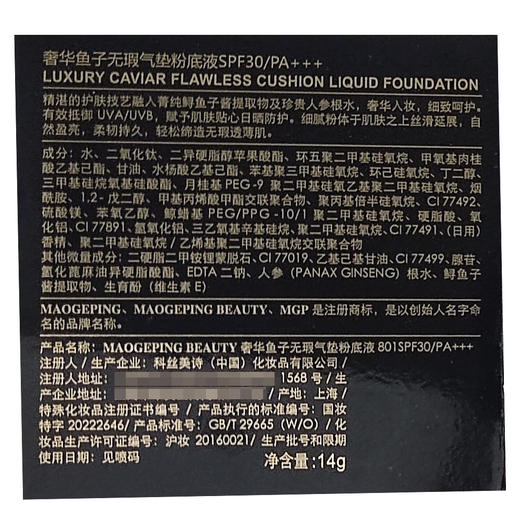 奢华鱼子无瑕气垫粉底液SPF30/PA+++
LUXURY CAVIAR FLAWLESS CUSHION LIQUID FOUNDATION
精湛的护肤技艺融入菁纯鲟鱼子酱提取物及珍贵人参根水，奢华入妆，细致呵护。
有效抵御 UVA/UVB，赋予肌肤贴心日晒防护。细腻粉体于肌肤之上丝滑延展，自
然盈亮，柔韧持久，轻松缔造无瑕透薄肌。
成分：水、二氧化钛、二异硬脂醇苹果酸酯、环五聚二甲基硅氧烷、甲氧基肉桂
酸乙基己酯、甘油、水杨酸乙基己酯、苯基聚三甲基硅氧烷、环己硅氧烷、丁二醇、
三甲基硅烷氧基硅酸酯、月桂基 PEG-9 聚二甲基硅氧乙基聚二甲基硅氧烷、烟
酰胺、1,2- 戊二醇、甲基丙烯酸甲酯交联聚合物、聚丙基倍半硅氧烷、CI 77492、
硫酸镁、苯氧乙醇、鲸蜡基 PEG/PPG -10/1 聚二甲基硅氧烷、硬脂酸、氧
化铝、CI 77891、氢氧化铝、三乙氧基辛基硅烷、聚二甲基硅氧烷、CI 77491、(日用)
香精、聚二甲基硅氧烷 / 乙烯基聚二甲基硅氧烷交联聚合物
其他微量成分：二硬脂二甲铵锂蒙脱石、CI 77019、乙基己基甘油、CI 77499、腺苷、
氢化蓖麻油异硬脂酸酯、EDTA 二钠、人参（PANAX GINSENG）根水、鲟鱼子
酱提取物、生育酚（维生素 E）
MAOGEPING、MAOGEPING BEAUTY、MGP 是注册商标，是以创始人名字命
名的品牌名称。
产品名称：MAOGEPING BEAUTY 奢华鱼子无瑕气垫粉底液 801SPF30/PA+++
注册人 / 生产企业：科丝美诗（中国）化妆品有限公司
注册人地址： 1568 号 / 生
产企业地址： / 产地：上海 /
特殊化妆品注册证书编号 / 产品执行的标准编号：国妆
特字 20222646 / 产品标准号：GB/T 29665 (W/O) / 化
妆品生产许可证编号：沪妆 20160021/ 生产批号和限期
使用日期：见喷码 净含量：14g